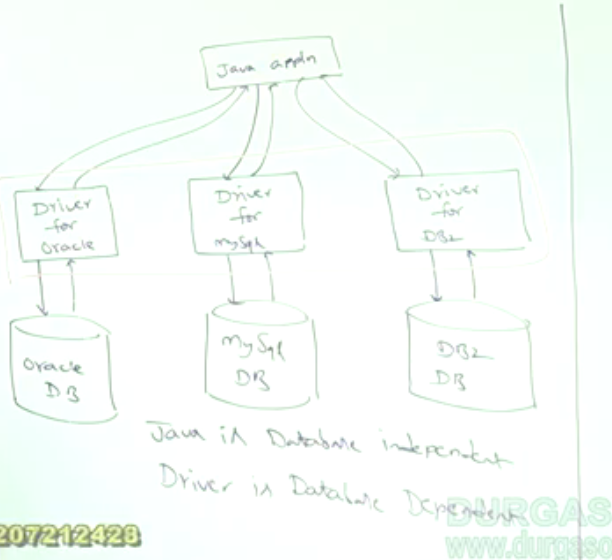 Java appln
Driver
for
Oracle
Driver
for
MySql
Driver
for
DB2
Oracle
DB
MySql
DB
DB2
DB
Java is Database independent
Driver is Database Dependent
207212428
DURGAS
www.durgaso